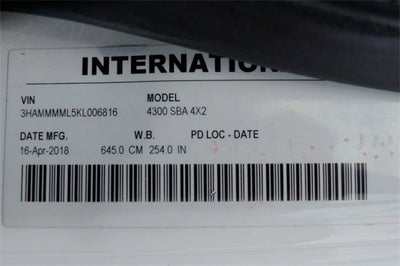 INTERNATION
VIN MODEL
3HAMMMML5KL006816 4300 SBA 4X2
DATE MFG. W.B. PD LOC - DATE
16-Apr-2018 645.0 CM 254.0 IN